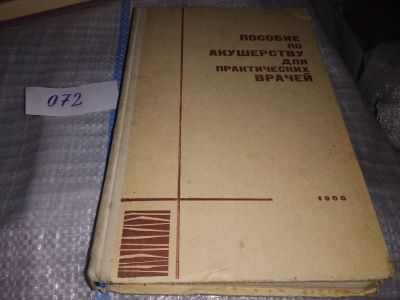 072
ПОСОБИЕ
ПО
АКУШЕРСТВУ
ДЛЯ
ПРАКТИЧЕСКИХ
ВРАЧЕЙ
1968